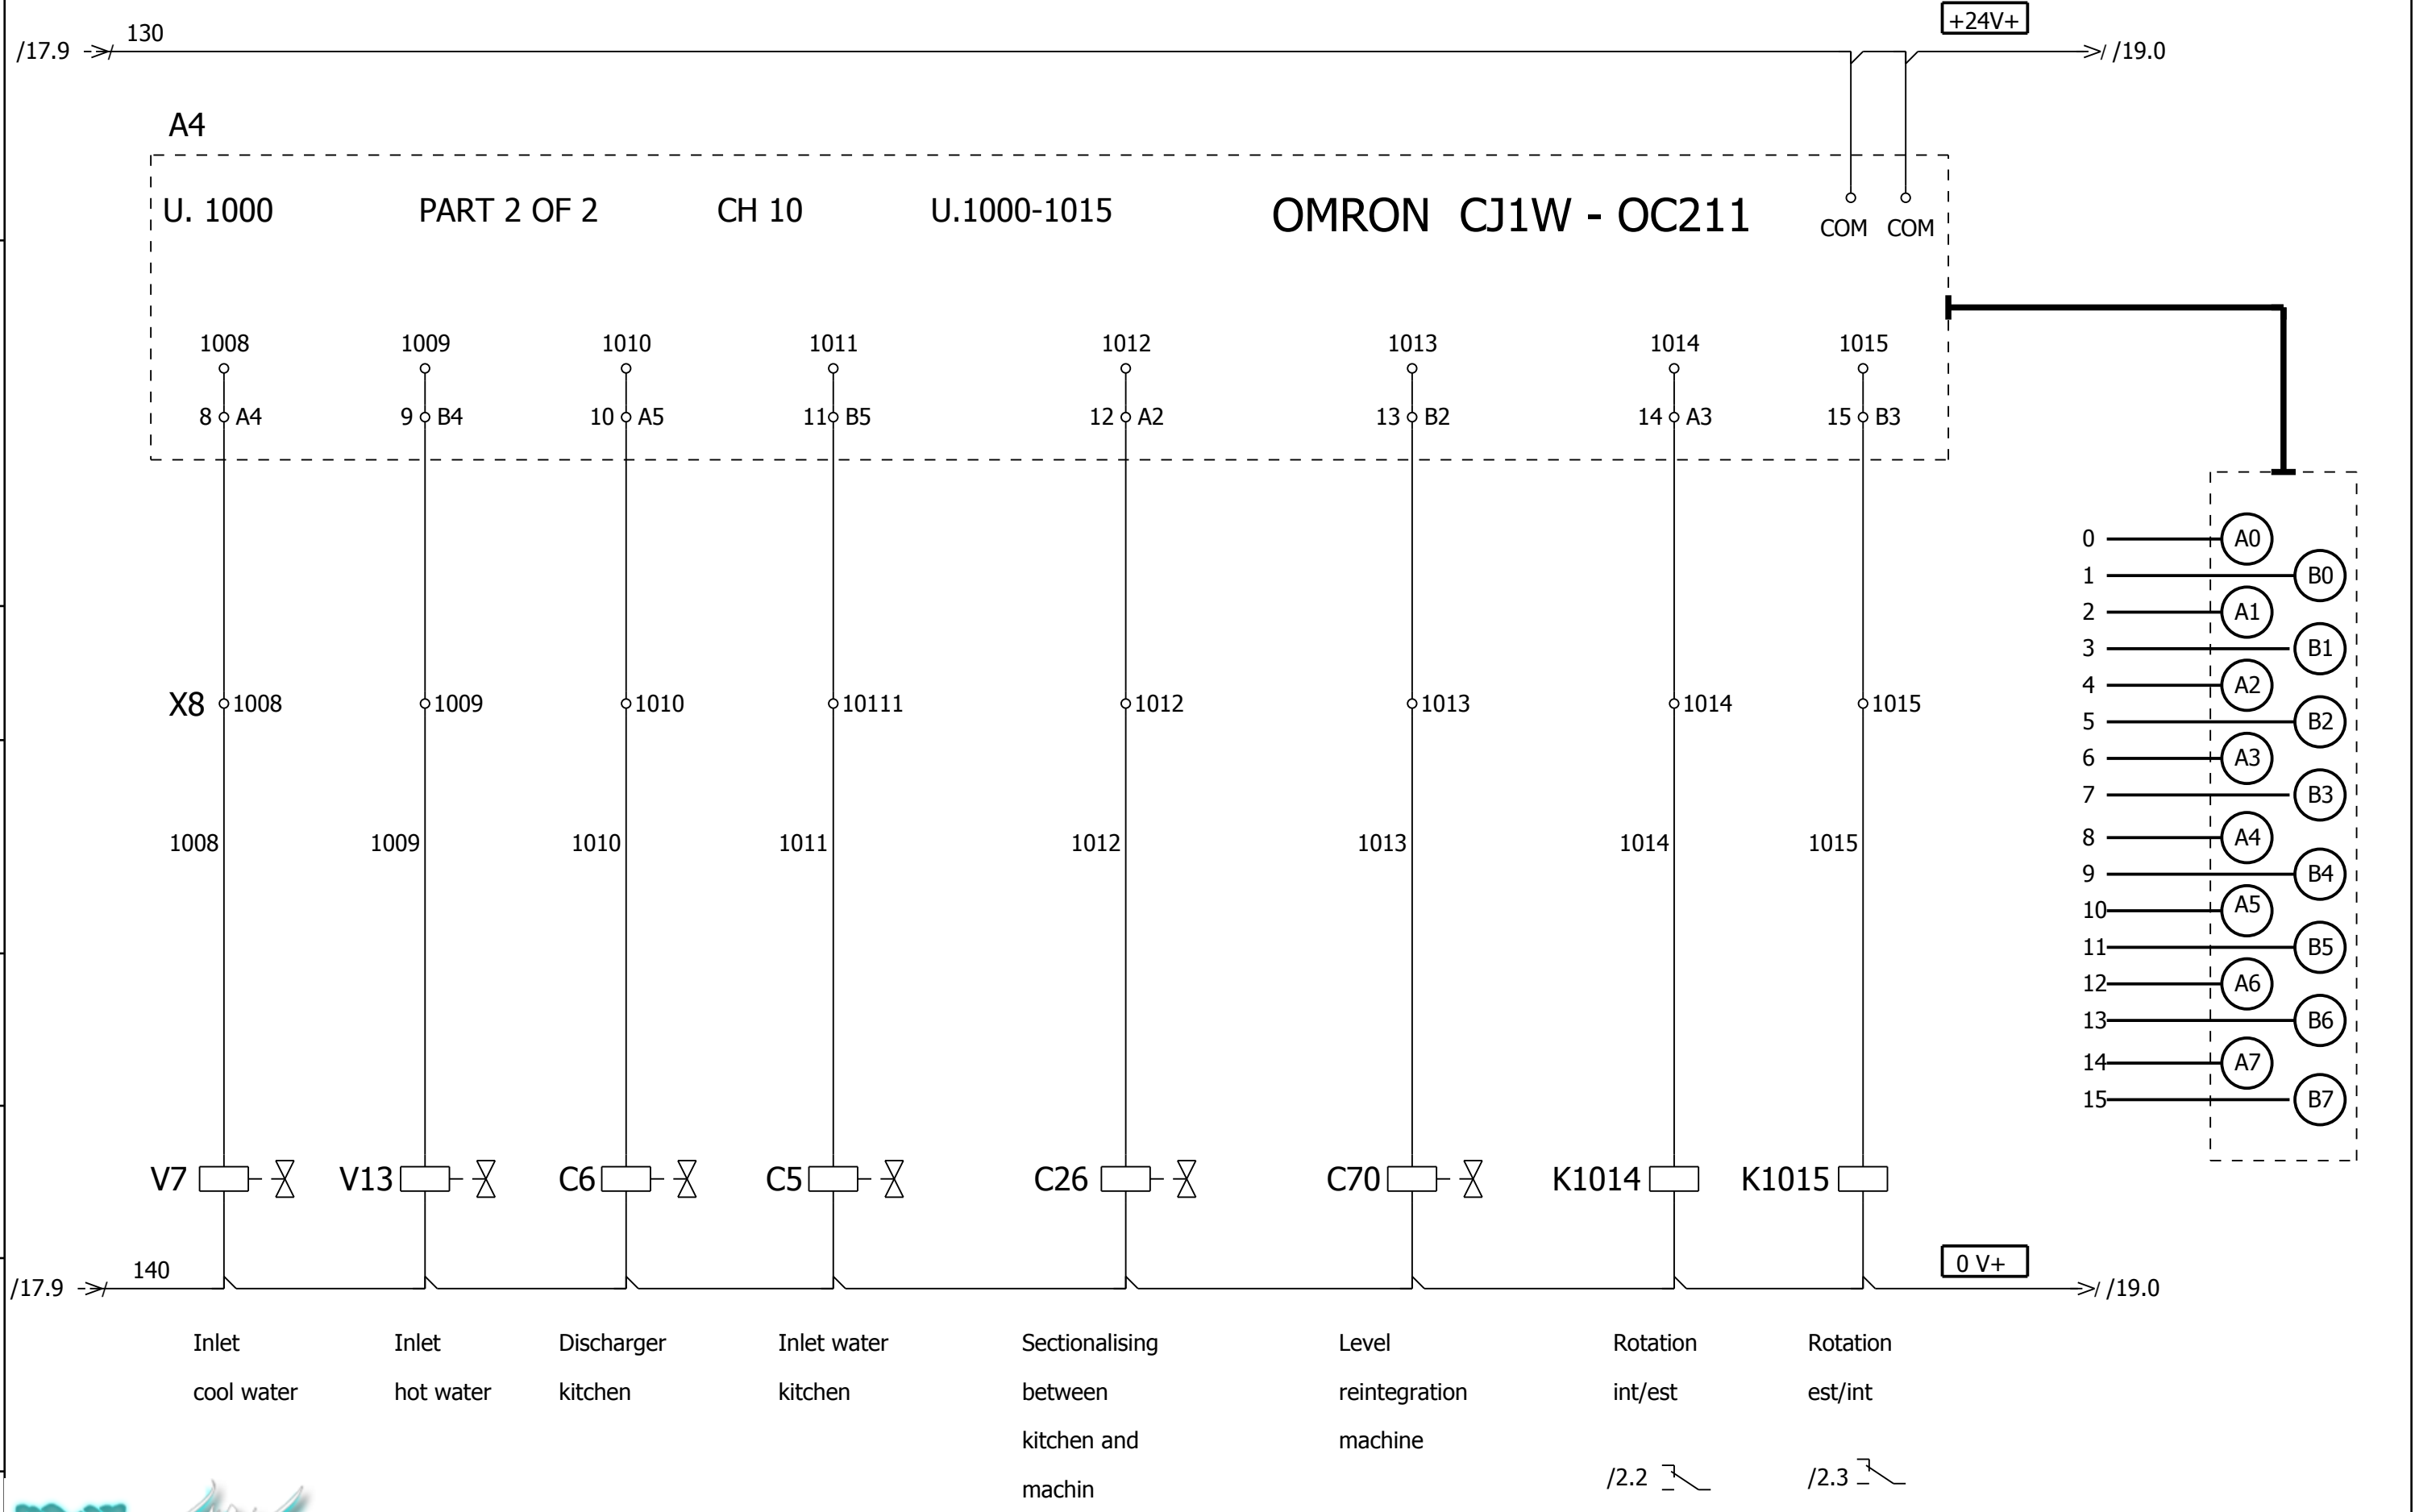 +24V+
130
/17.9 /19.0
A4
U. 1000 PART 2 OF 2 CH 10 U.1000-1015 OMRON CJ1W - OC211
COM COM
1008 1009 1010 1011 1012 1013 1014 1015
8 A4 9 B4 10 A5 11 B5 12 A2 13 B2 14 A3 15 B3
0 A0
1 B0
2 A1
3 B1
4 A2
5 B2
6 A3
7 B3
8 A4
9 B4
10 A5
11 B5
12 A6
13 B6
14 A7
15 B7
X8 1008 1009 1010 10111 1012 1013 1014 1015
1008 1009 1010 1011 1012 1013 1014 1015
V7 V13 C6 C5 C26 C70 K1014 K1015
140 0 V+
/17.9 /19.0
Inlet
cool water
Inlet
hot water
Discharger
kitchen
Inlet water
kitchen
Sectionalising
between
kitchen and
machin
Level
reintegration
machine
Rotation
int/est
/2.2
Rotation
est/int
/2.3